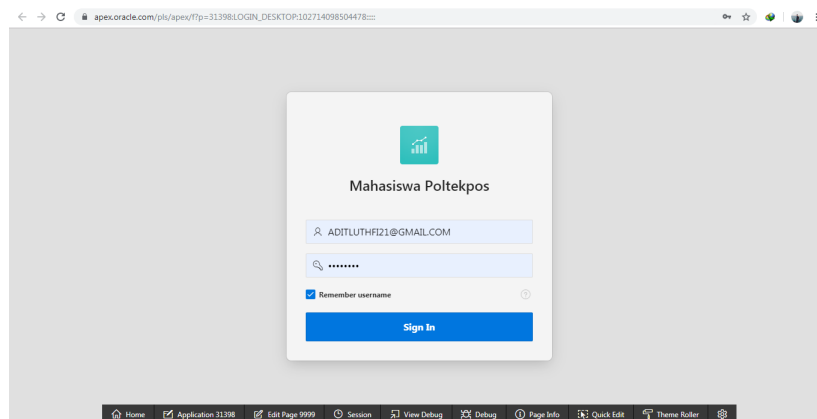 apex.oracle.com/pls/apex/f?p=31398:LOGIN_DESKTOP:102714098504478:::::
Mahasiswa Poltekpos
ADITLUTHFI21@GMAIL.COM
••••••••
Remember username
Sign In
Home Application 31398 Edit Page 9999 Session View Debug Debug Page Info Quick Edit Theme Roller